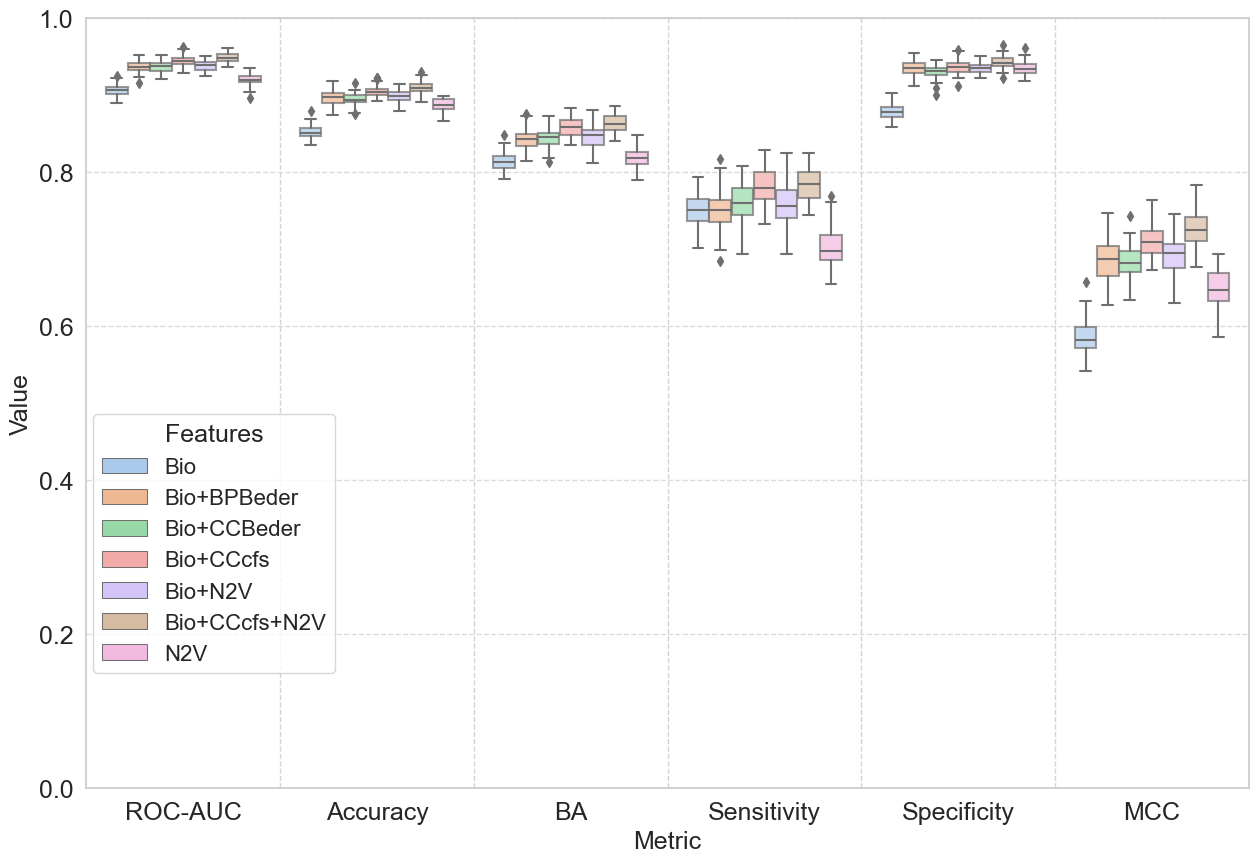 1.0
0.8
0.6
0.4
0.2
0.0
Value
Features
Bio
Bio+BPBeder
Bio+CCBeder
Bio+CCcfs
Bio+N2V
Bio+CCcfs+N2V
N2V
ROC-AUC
Accuracy
BA
Sensitivity
Specificity
MCC
Metric